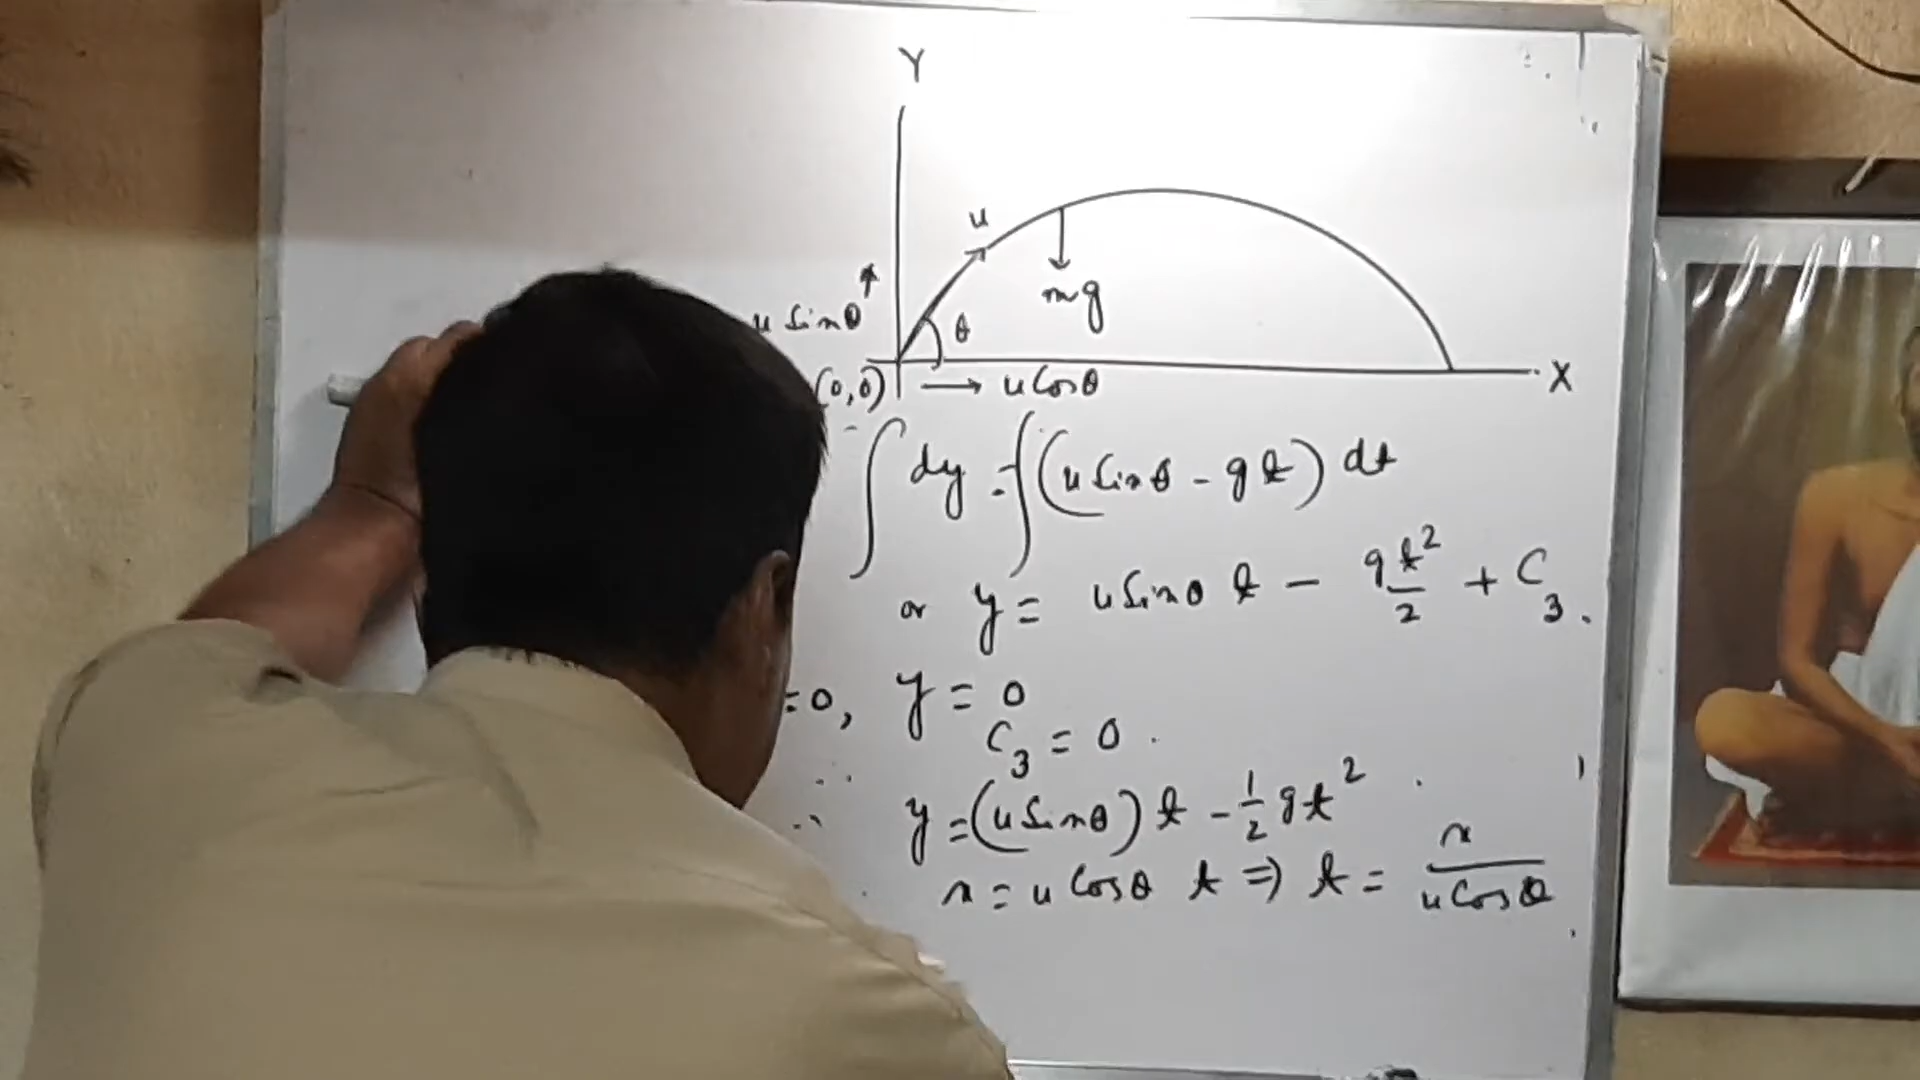 Y
u
mg
u Sinθ
θ
(0,0) → u Cosθ
X
∫ dy = ∫ (u Sinθ - gt) dt
or y = u Sinθ t - gt²/2 + C₃.
=0, y = 0
C₃ = 0.
∴ y = (u Sinθ) t - 1/2 gt²
x = u Cosθ t ⇒ t = x/(u Cosθ)